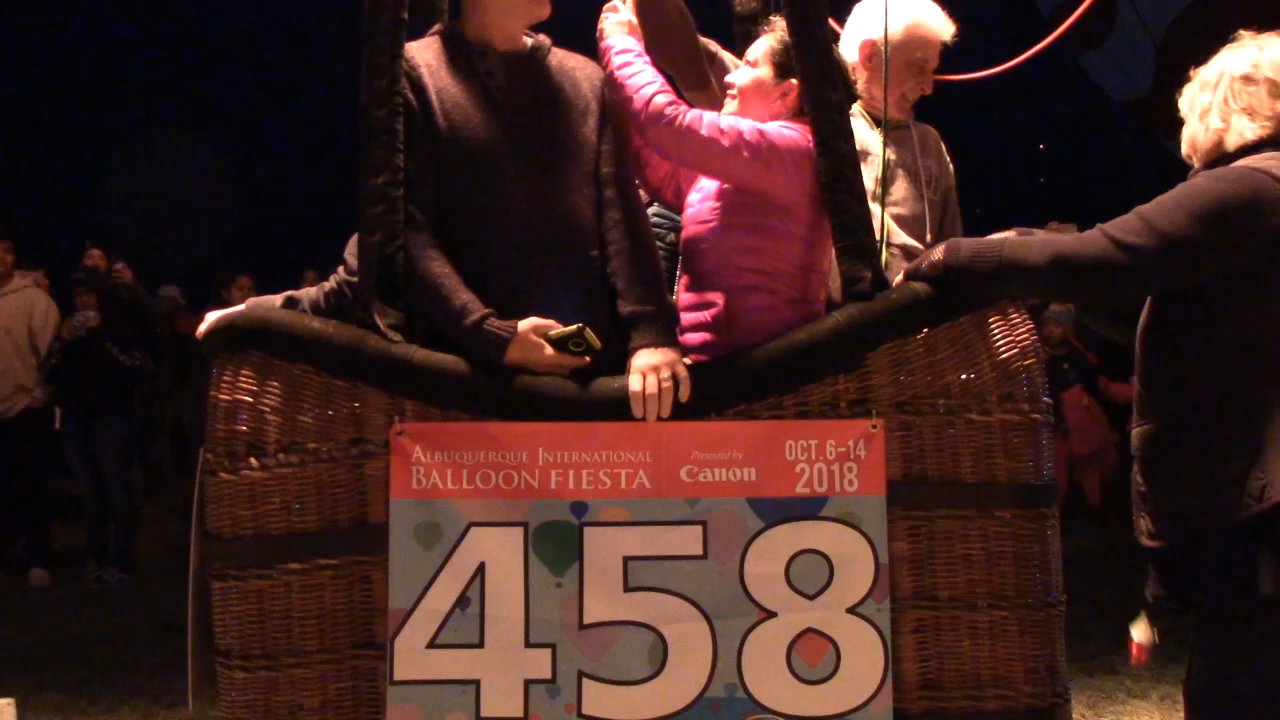 ALBUQUERQUE INTERNATIONAL
BALLOON FIESTA
Presented by
Canon
OCT. 6-14
2018
458